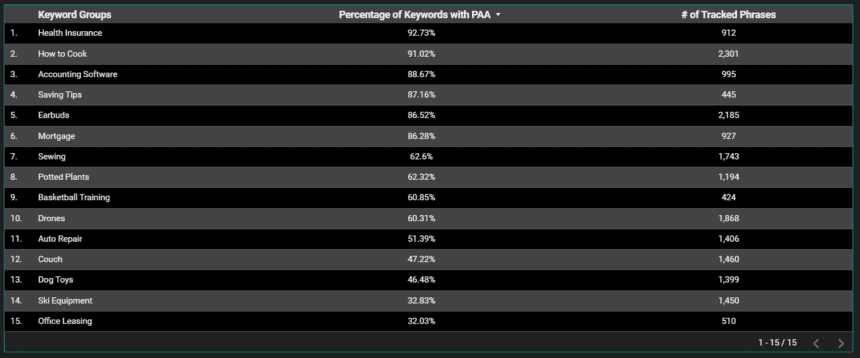 Keyword Groups Percentage of Keywords with PAA # of Tracked Phrases
1. Health Insurance 92.73% 912
2. How to Cook 91.02% 2,301
3. Accounting Software 88.67% 995
4. Saving Tips 87.16% 445
5. Earbuds 86.52% 2,185
6. Mortgage 86.28% 927
7. Sewing 62.6% 1,743
8. Potted Plants 62.32% 1,194
9. Basketball Training 60.85% 424
10. Drones 60.31% 1,868
11. Auto Repair 51.39% 1,406
12. Couch 47.22% 1,460
13. Dog Toys 46.48% 1,399
14. Ski Equipment 32.83% 1,450
15. Office Leasing 32.03% 510
1 - 15 / 15